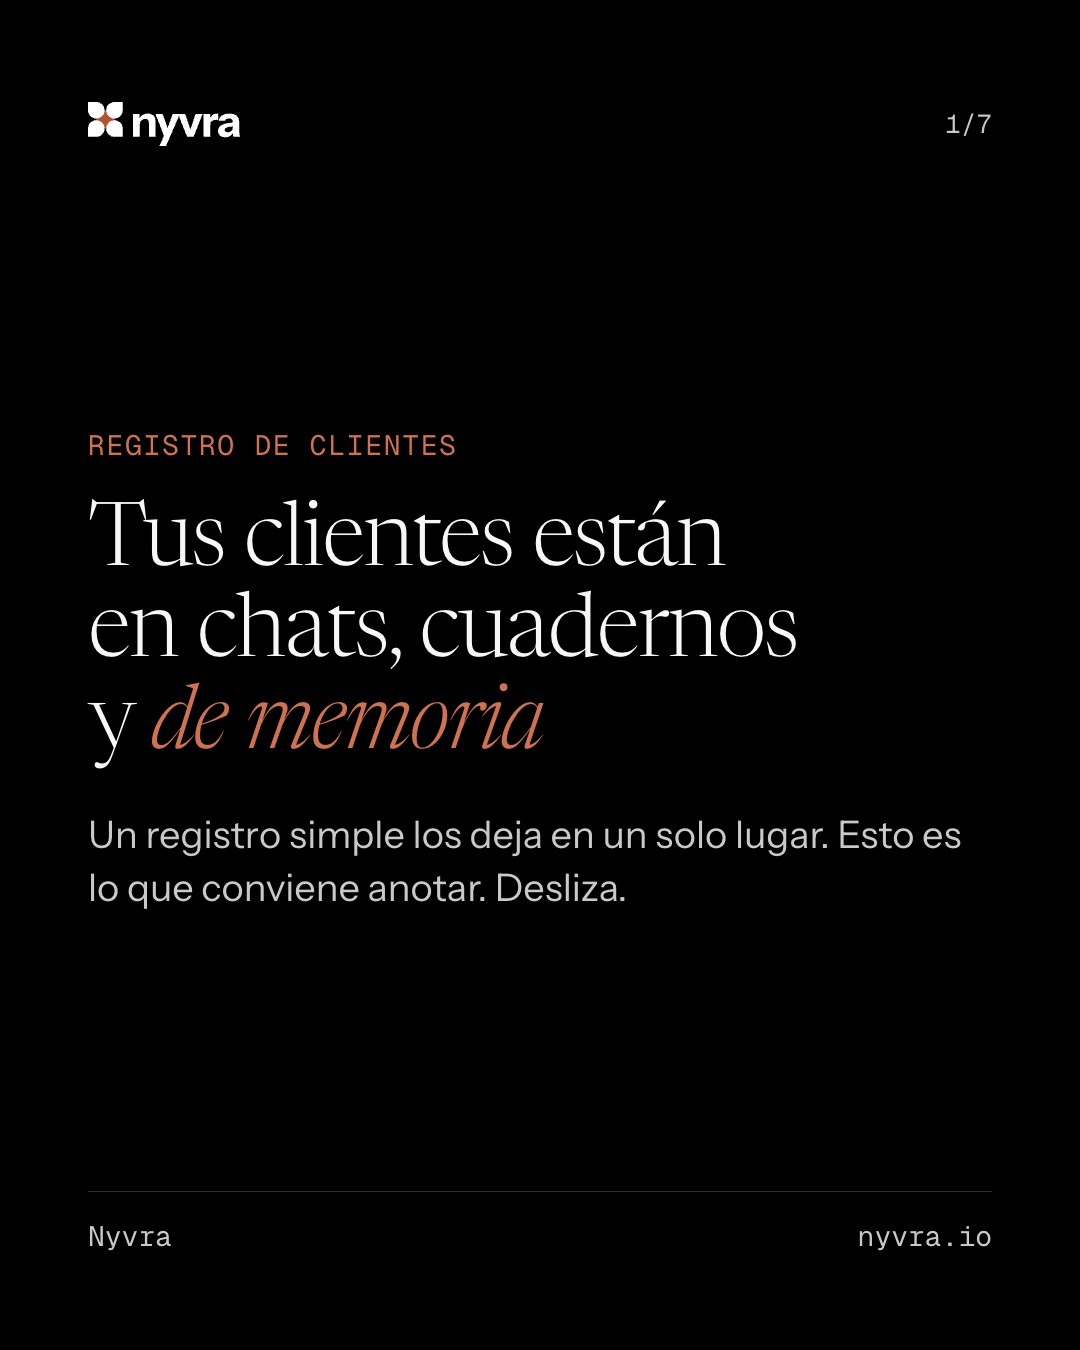 nyvra
1/7
REGISTRO DE CLIENTES
Tus clientes están
en chats, cuadernos
y de memoria
Un registro simple los deja en un solo lugar. Esto es
lo que conviene anotar. Desliza.
Nyvra
nyvra.io